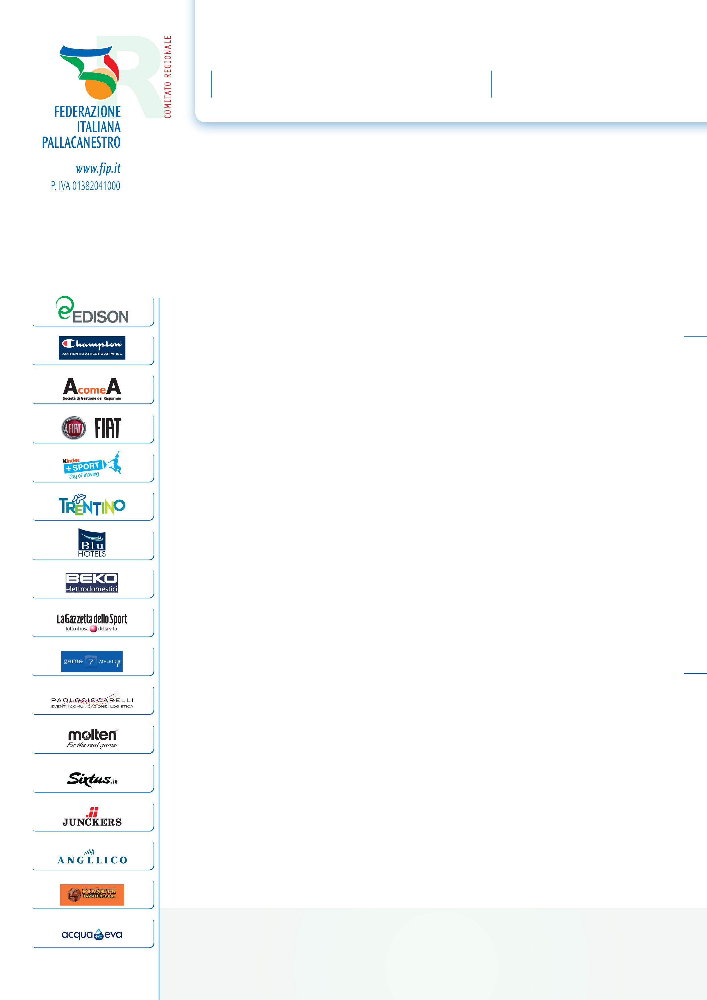 R
COMITATO REGIONALE
FEDERAZIONE
ITALIANA
PALLACANESTRO
www.fip.it
P. IVA 01382041000
EDISON
Champion
AUTHENTIC ATHLETIC APPAREL
AcomeA
Società di Gestione del Risparmio
FIAT FIAT
kinder
+ SPORT
Joy of moving
TRENTINO
Blu
HOTELS
BEKO
elettrodomestici
La Gazzetta dello Sport
Tutto il rosa della vita
game 7 ATHLETICS
PAOLOCICCARELLI
EVENTI | COMUNICAZIONE | LOGISTICA
molten®
For the real game
Sixtus.it
JUNCKERS
ANGELICO
PIANETA
BASKET.COM
acqua eva eva